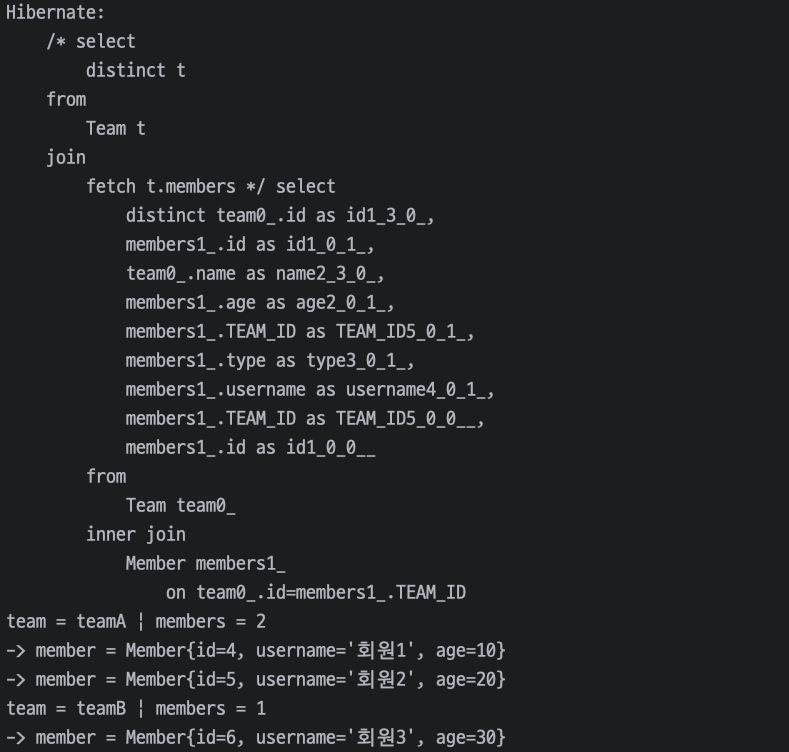 Hibernate:
    /* select
        distinct t
    from
        Team t
    join
        fetch t.members */ select
            distinct team0_.id as id1_3_0_,
            members1_.id as id1_0_1_,
            team0_.name as name2_3_0_,
            members1_.age as age2_0_1_,
            members1_.TEAM_ID as TEAM_ID5_0_1_,
            members1_.type as type3_0_1_,
            members1_.username as username4_0_1_,
            members1_.TEAM_ID as TEAM_ID5_0_0__,
            members1_.id as id1_0_0__
        from
            Team team0_
        inner join
            Member members1_
                on team0_.id=members1_.TEAM_ID
team = teamA | members = 2
-> member = Member{id=4, username='회원1', age=10}
-> member = Member{id=5, username='회원2', age=20}
team = teamB | members = 1
-> member = Member{id=6, username='회원3', age=30}